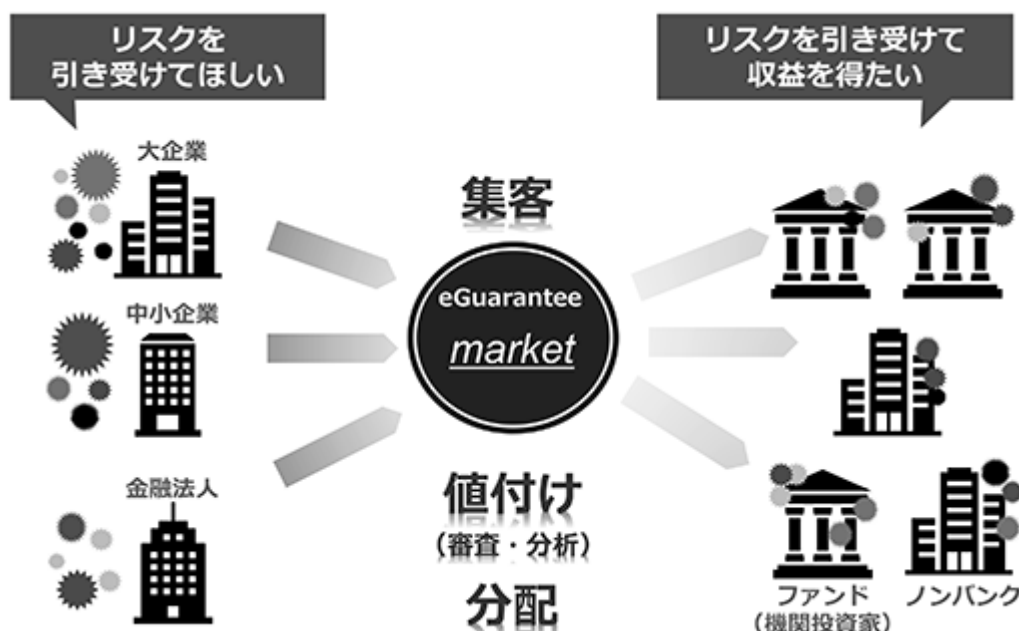 リスクを
引き受けてほしい
リスクを引き受けて
収益を得たい
大企業
中小企業
金融法人
集客
eGuarantee
market
値付け
（審査・分析）
分配
ファンド
（機関投資家）
ノンバンク